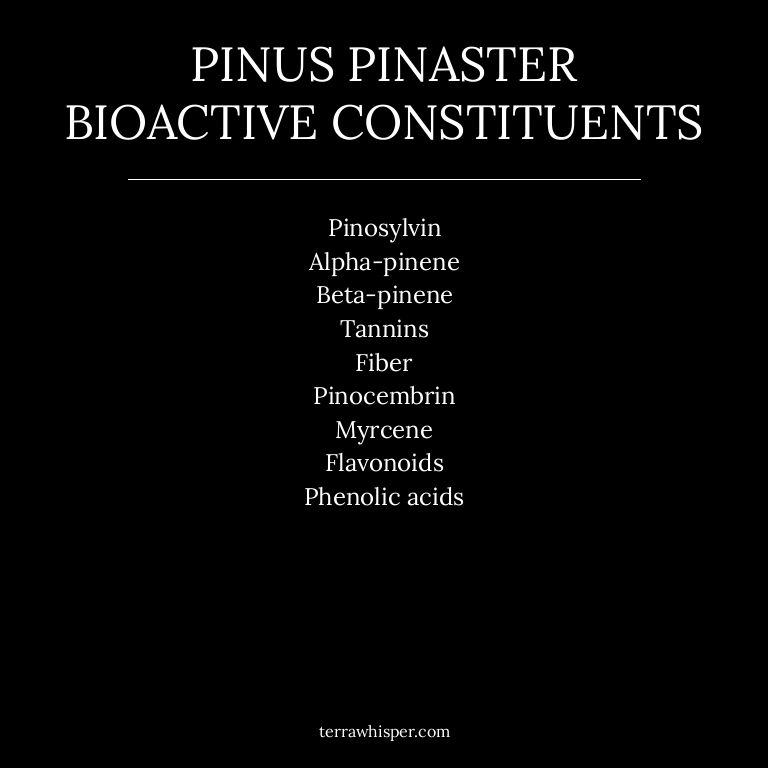 PINUS PINASTER
BIOACTIVE CONSTITUENTS
Pinosylvin
Alpha-pinene
Beta-pinene
Tannins
Fiber
Pinocembrin
Myrcene
Flavonoids
Phenolic acids
terrawhisper.com